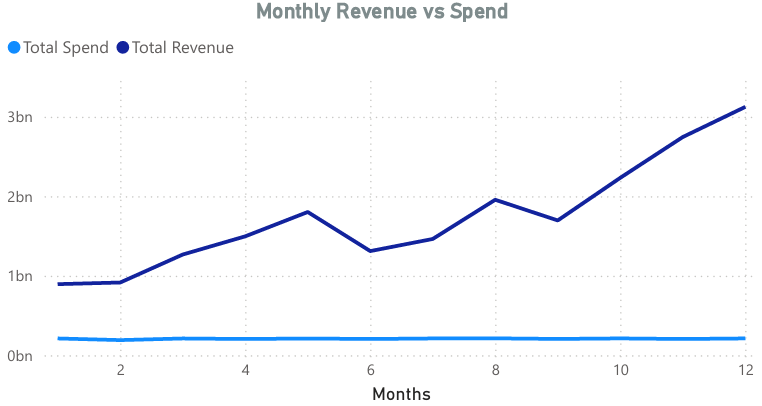 Monthly Revenue vs Spend
Total Spend Total Revenue
3bn
2bn
1bn
0bn
2 4 6 8 10 12
Months